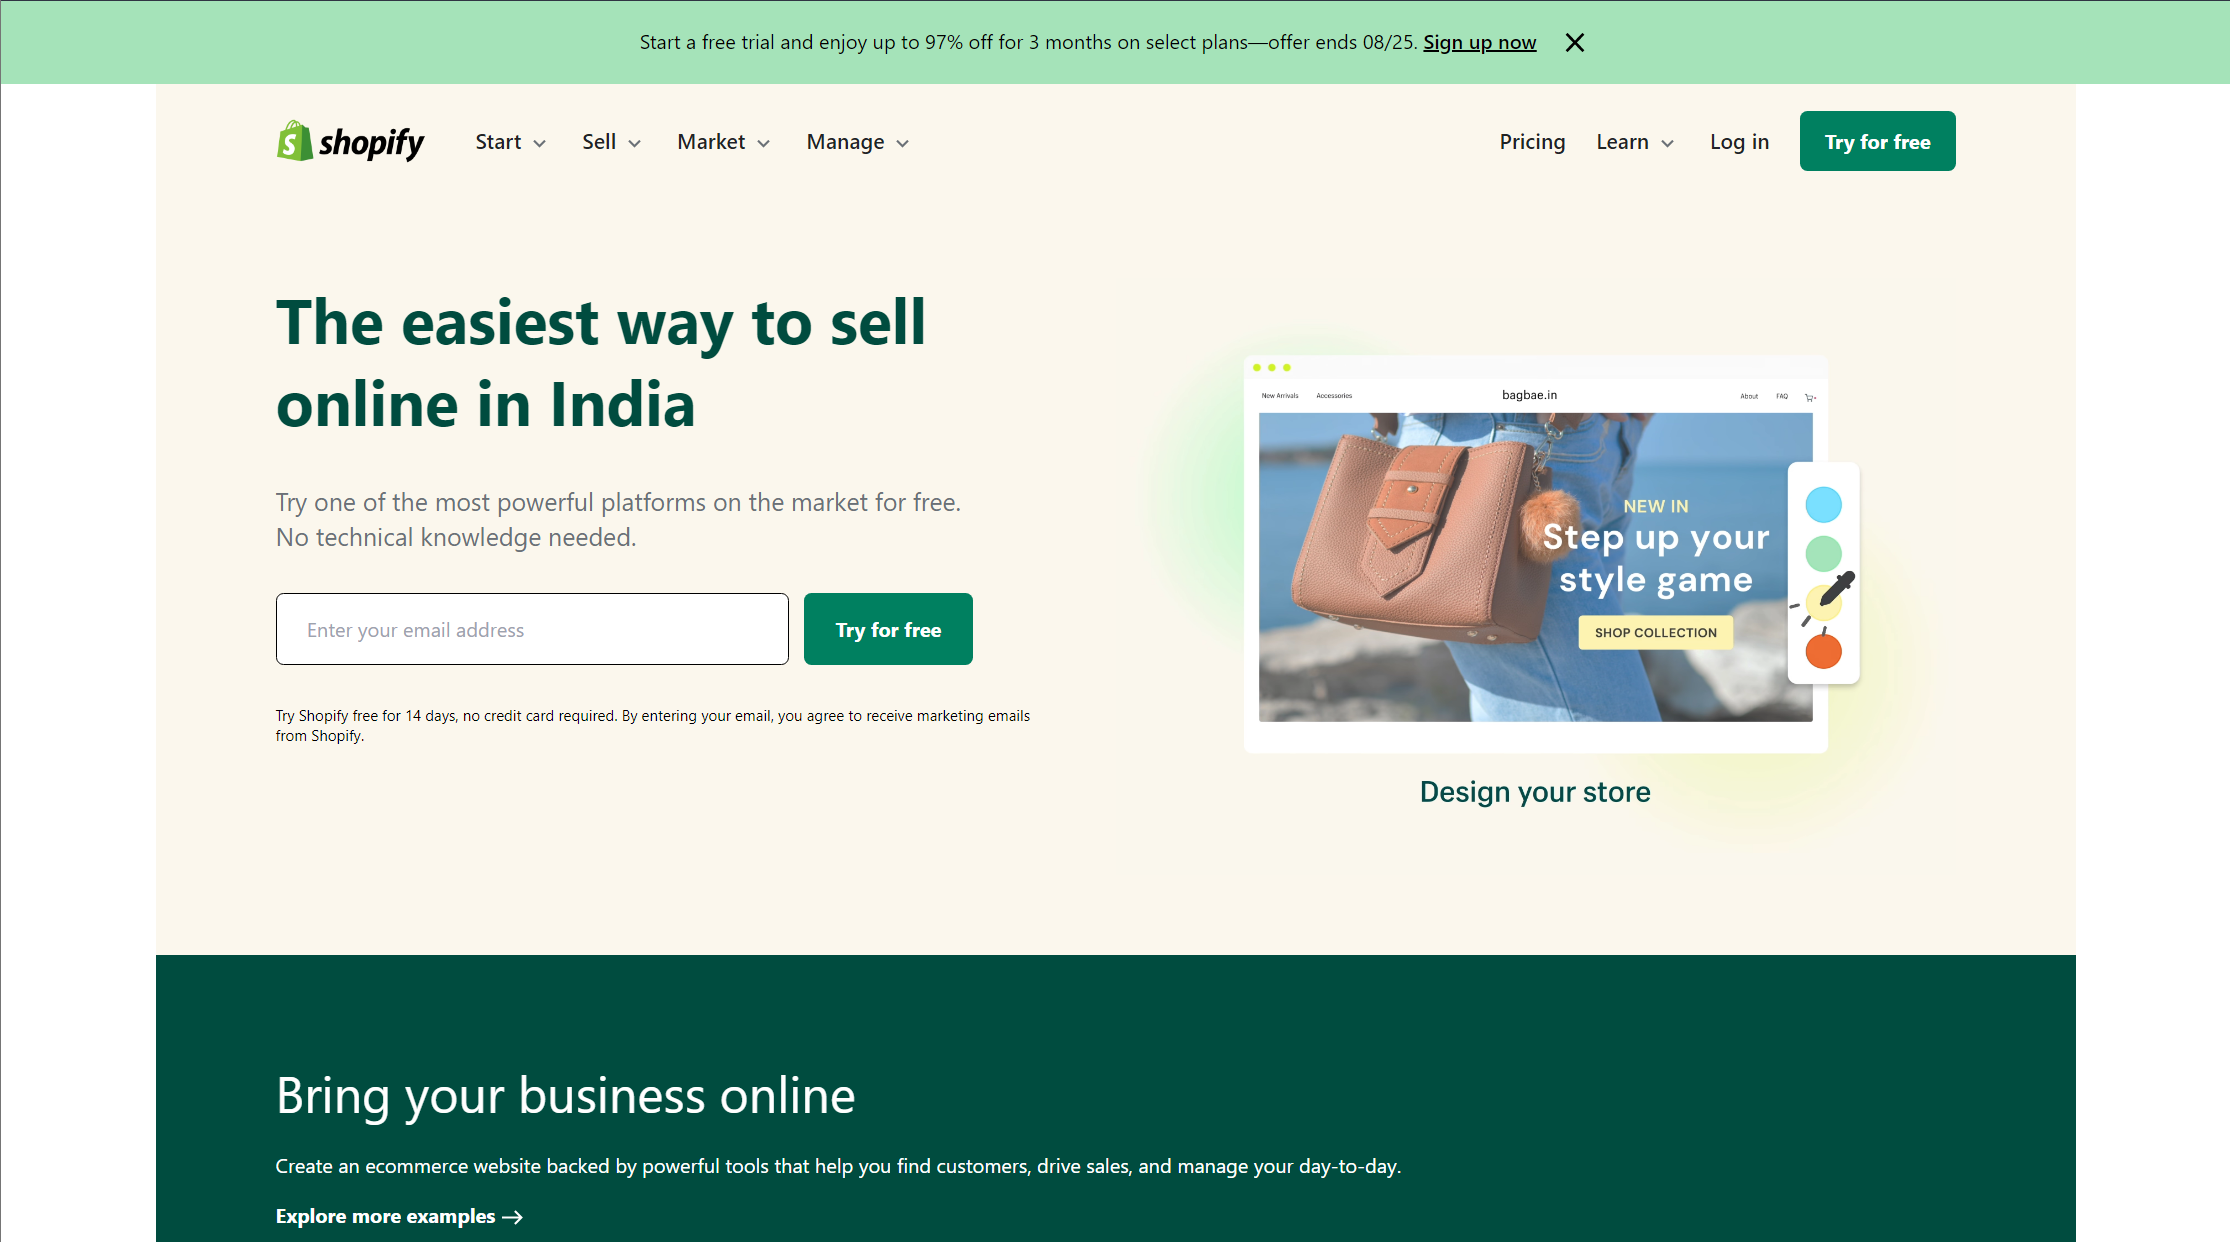 Start a free trial and enjoy up to 97% off for 3 months on select plans—offer ends 08/25. Sign up now
shopify
Start
Sell
Market
Manage
Pricing
Learn
Log in
Try for free
The easiest way to sell
online in India
Try one of the most powerful platforms on the market for free.
No technical knowledge needed.
Enter your email address
Try for free
Try Shopify free for 14 days, no credit card required. By entering your email, you agree to receive marketing emails
from Shopify.
New Arrivals
Accessories
bagbae.in
About
FAQ
NEW IN
Step up your
style game
SHOP COLLECTION
Design your store
Bring your business online
Create an ecommerce website backed by powerful tools that help you find customers, drive sales, and manage your day-to-day.
Explore more examples